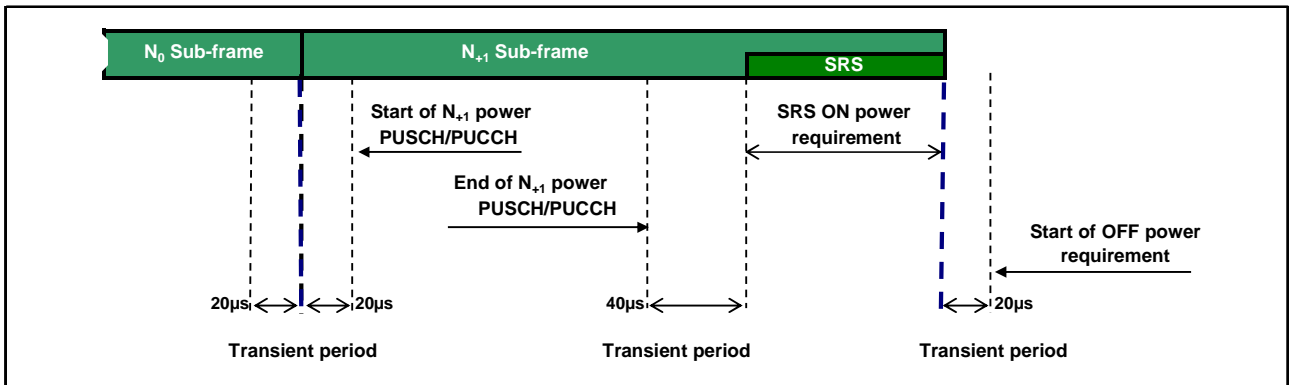 N₀ Sub-frame
N₊₁ Sub-frame
SRS
Start of N₊₁ power
PUSCH/PUCCH
SRS ON power
requirement
End of N₊₁ power
PUSCH/PUCCH
Start of OFF power
requirement
20µs
20µs
40µs
20µs
Transient period
Transient period
Transient period